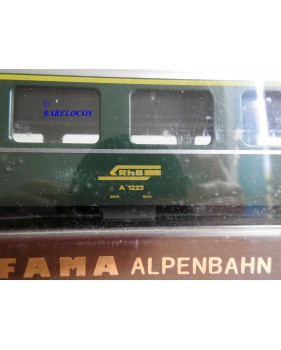 ©
RARELOCOS
RhB
A 1223
FAMA ALPENBAHN